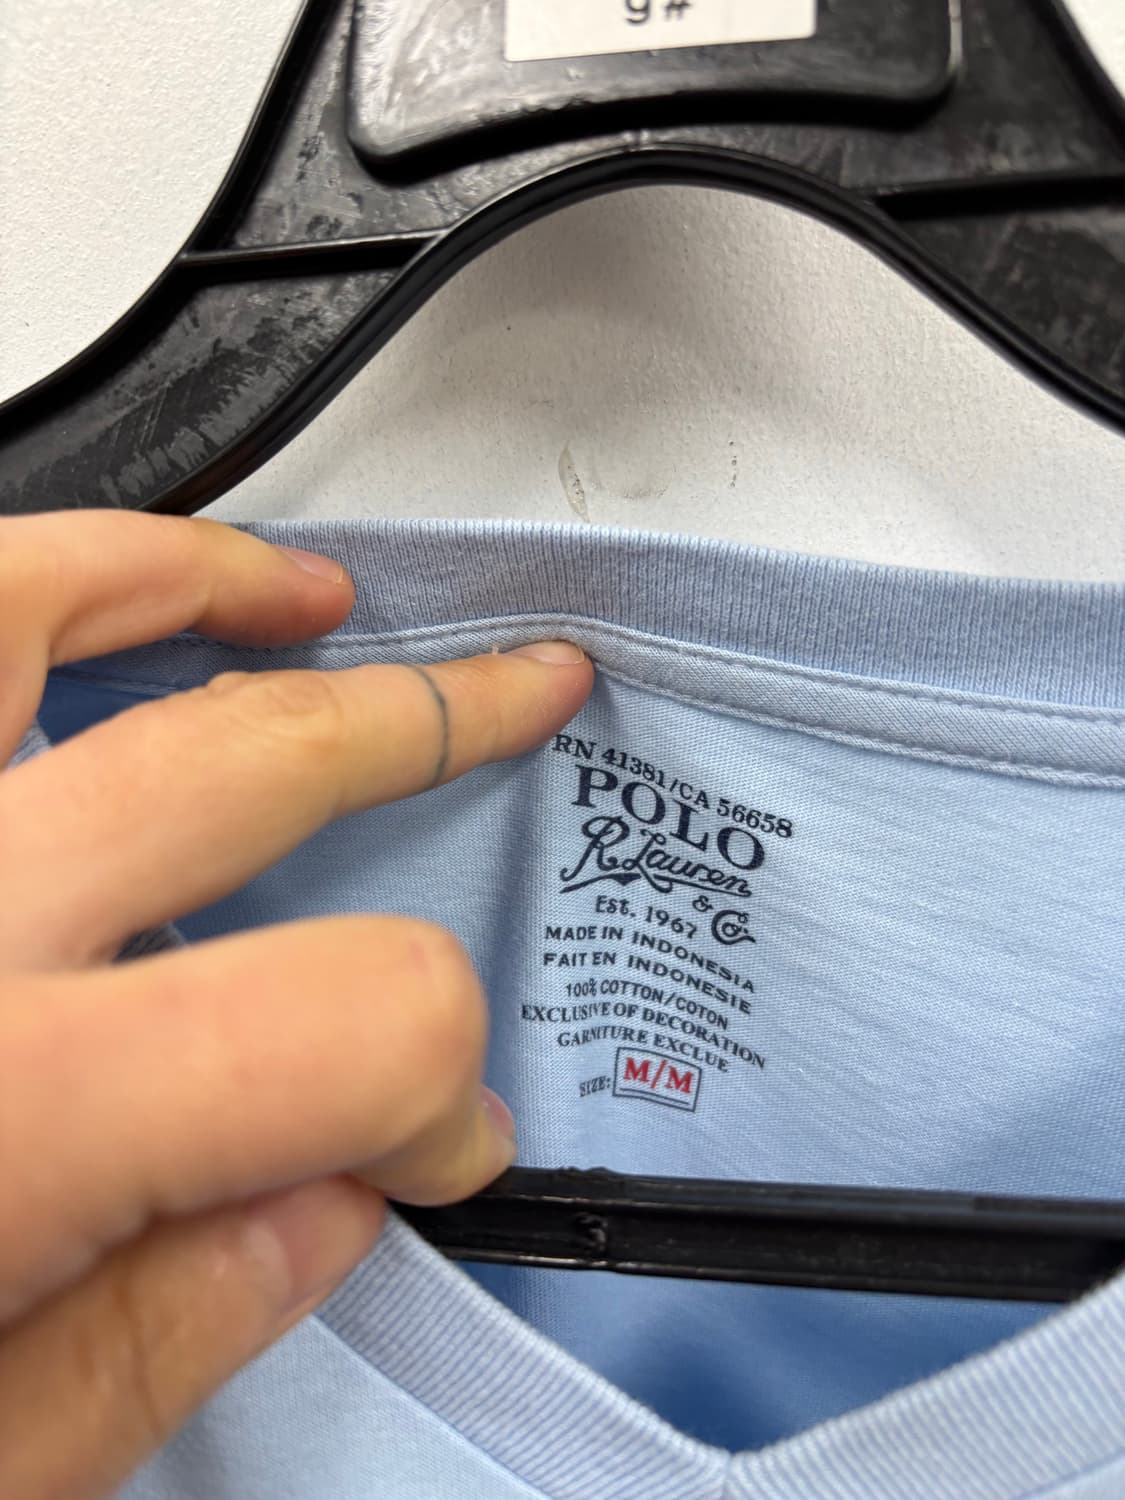 9#
RN 41381/CA 56658
POLO
R Lauren
& Co.
Est. 1967
MADE IN INDONESIA
FAIT EN INDONESIE
100% COTTON/COTON
EXCLUSIVE OF DECORATION
GARNITURE EXCLUE
SIZE: M/M